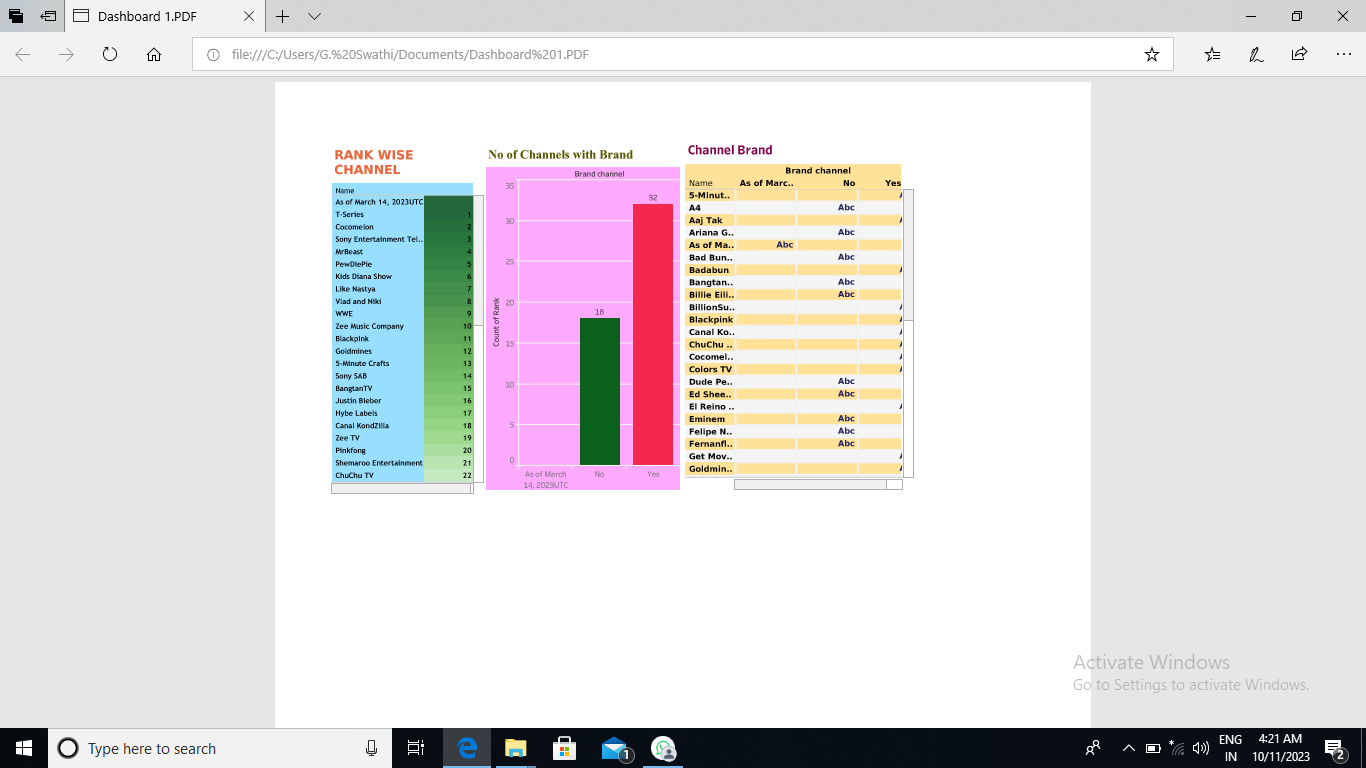 Dashboard 1.PDF
file:///C:/Users/G.%20Swathi/Documents/Dashboard%201.PDF
RANK WISE
CHANNEL
Name
As of March 14, 2023UTC
T-Series 1
Cocomelon 2
Sony Entertainment Tel.. 3
MrBeast 4
PewDiePie 5
Kids Diana Show 6
Like Nastya 7
Vlad and Niki 8
WWE 9
Zee Music Company 10
Blackpink 11
Goldmines 12
5-Minute Crafts 13
Sony SAB 14
BangtanTV 15
Justin Bieber 16
Hybe Labels 17
Canal KondZilla 18
Zee TV 19
Pinkfong 20
Shemaroo Entertainment 21
ChuChu TV 22
No of Channels with Brand
Brand channel
35
30
25
20
15
10
5
0
Count of Rank
18
32
As of March
14, 2023UTC
No
Yes
Channel Brand
Brand channel
Name As of Marc.. No Yes
5-Minut..
A4 Abc
Aaj Tak
Ariana G.. Abc
As of Ma.. Abc
Bad Bun.. Abc
Badabun
Bangtan.. Abc
Billie Eili.. Abc
BillionSu..
Blackpink
Canal Ko..
ChuChu ..
Cocomel..
Colors TV
Dude Pe.. Abc
Ed Shee.. Abc
El Reino ..
Eminem Abc
Felipe N.. Abc
Fernanfl.. Abc
Get Mov..
Goldmin..
Activate Windows
Go to Settings to activate Windows.
Type here to search
1
ENG
IN
4:21 AM
10/11/2023
2